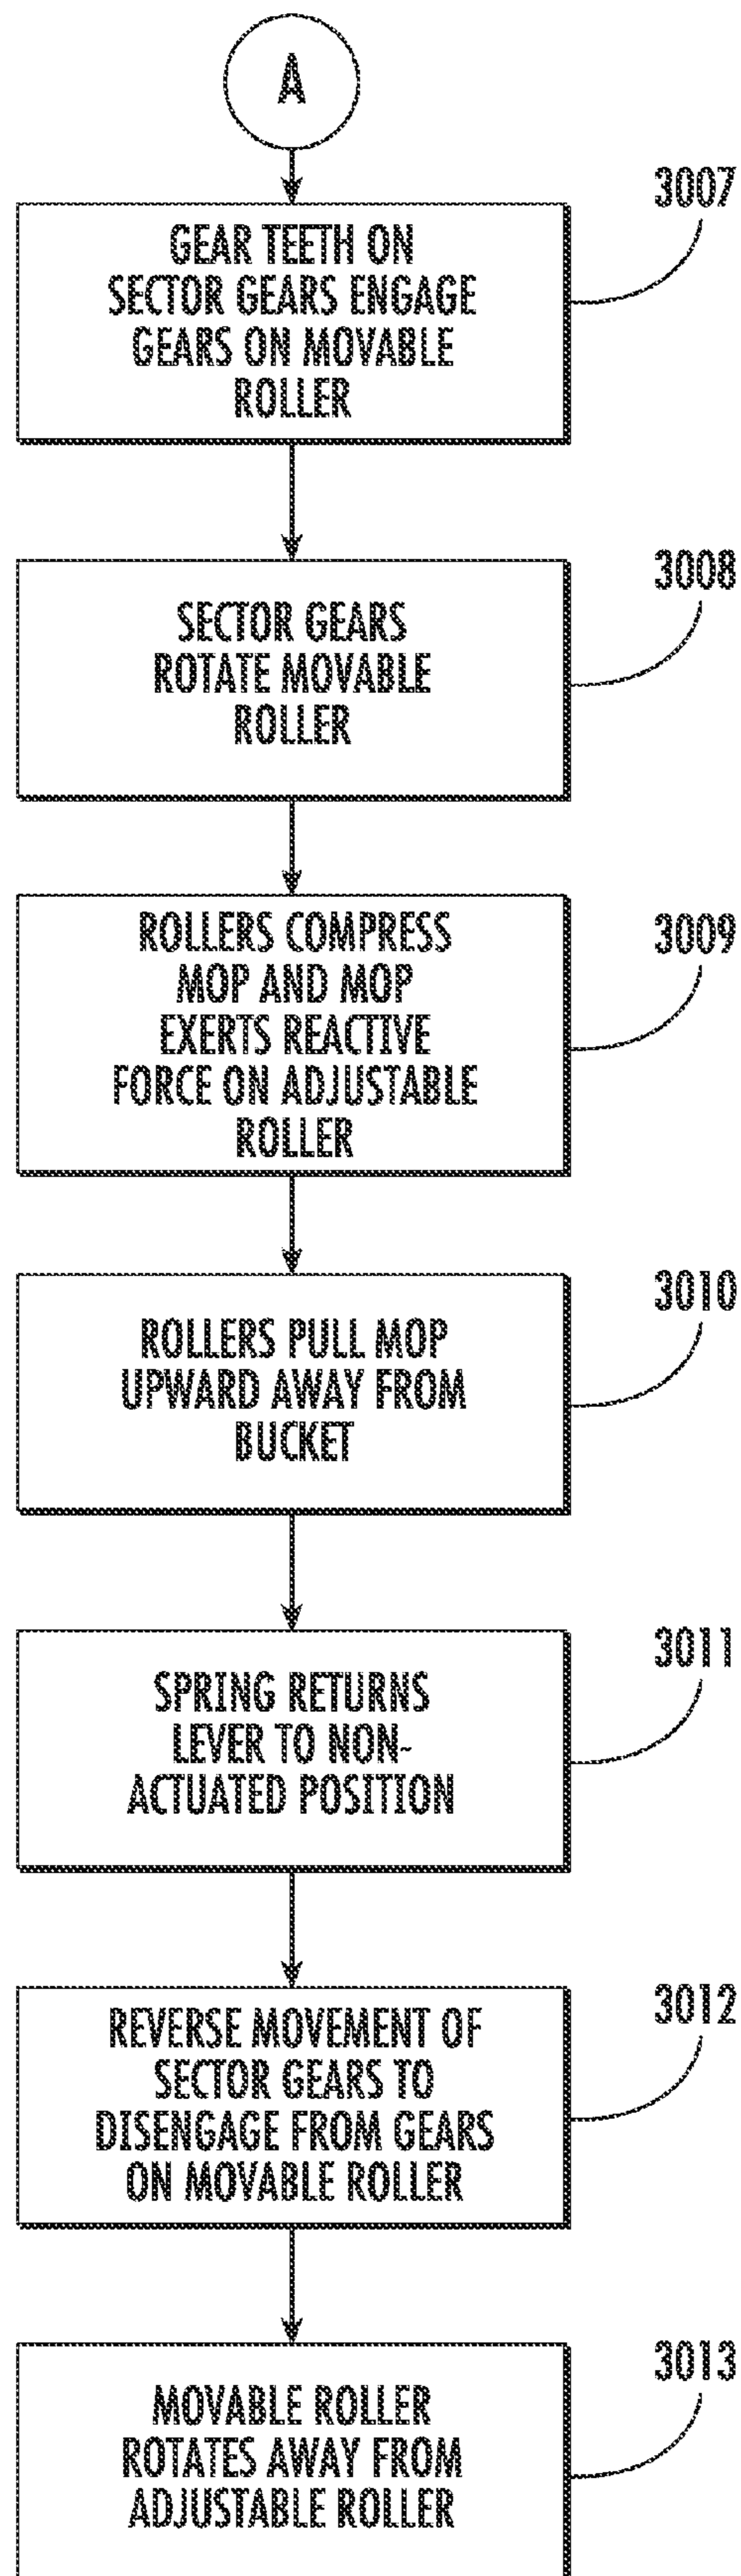 A
3007
GEAR TEETH ON
SECTOR GEARS ENGAGE
GEARS ON MOVABLE
ROLLER
3008
SECTOR GEARS
ROTATE MOVABLE
ROLLER
3009
ROLLERS COMPRESS
MOP AND MOP
EXERTS REACTIVE
FORCE ON ADJUSTABLE
ROLLER
3010
ROLLERS PULL MOP
UPWARD AWAY FROM
BUCKET
3011
SPRING RETURNS
LEVER TO NON-
ACTUATED POSITION
3012
REVERSE MOVEMENT OF
SECTOR GEARS TO
DISENGAGE FROM GEARS
ON MOVABLE ROLLER
3013
MOVABLE ROLLER
ROTATES AWAY FROM
ADJUSTABLE ROLLER